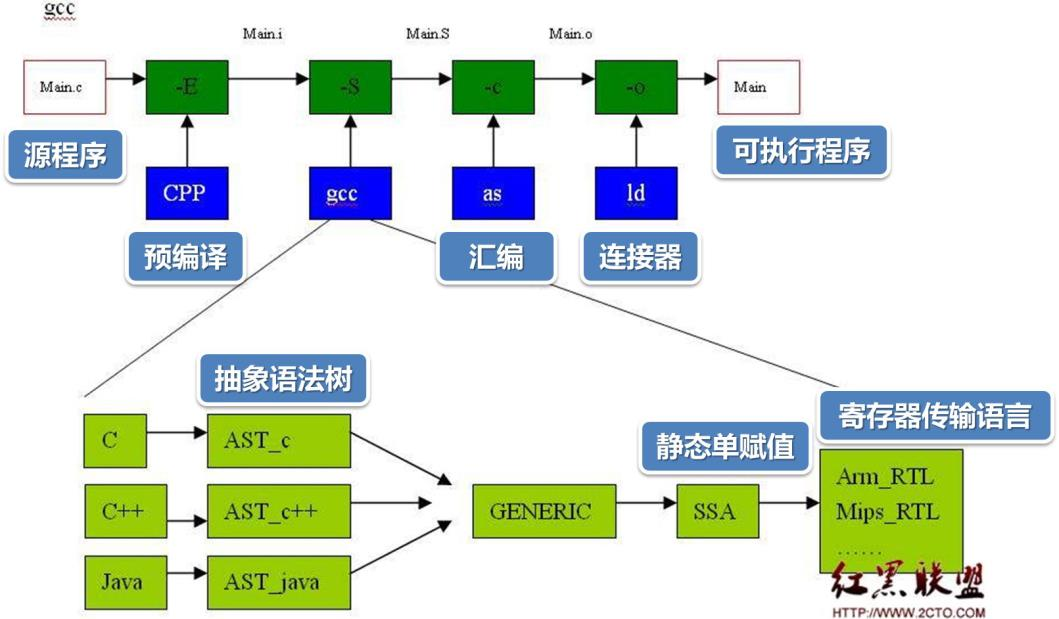 gcc
Main.i
Main.S
Main.o
Main.c
-E
-S
-c
-o
Main
源程序
可执行程序
CPP
gcc
as
ld
预编译
汇编
连接器
抽象语法树
寄存器传输语言
静态单赋值
C
AST_c
Arm_RTL
C++
AST_c++
GENERIC
SSA
Mips_RTL
......
Java
AST_java
红黑联盟
HTTP://WWW.2CTO.COM